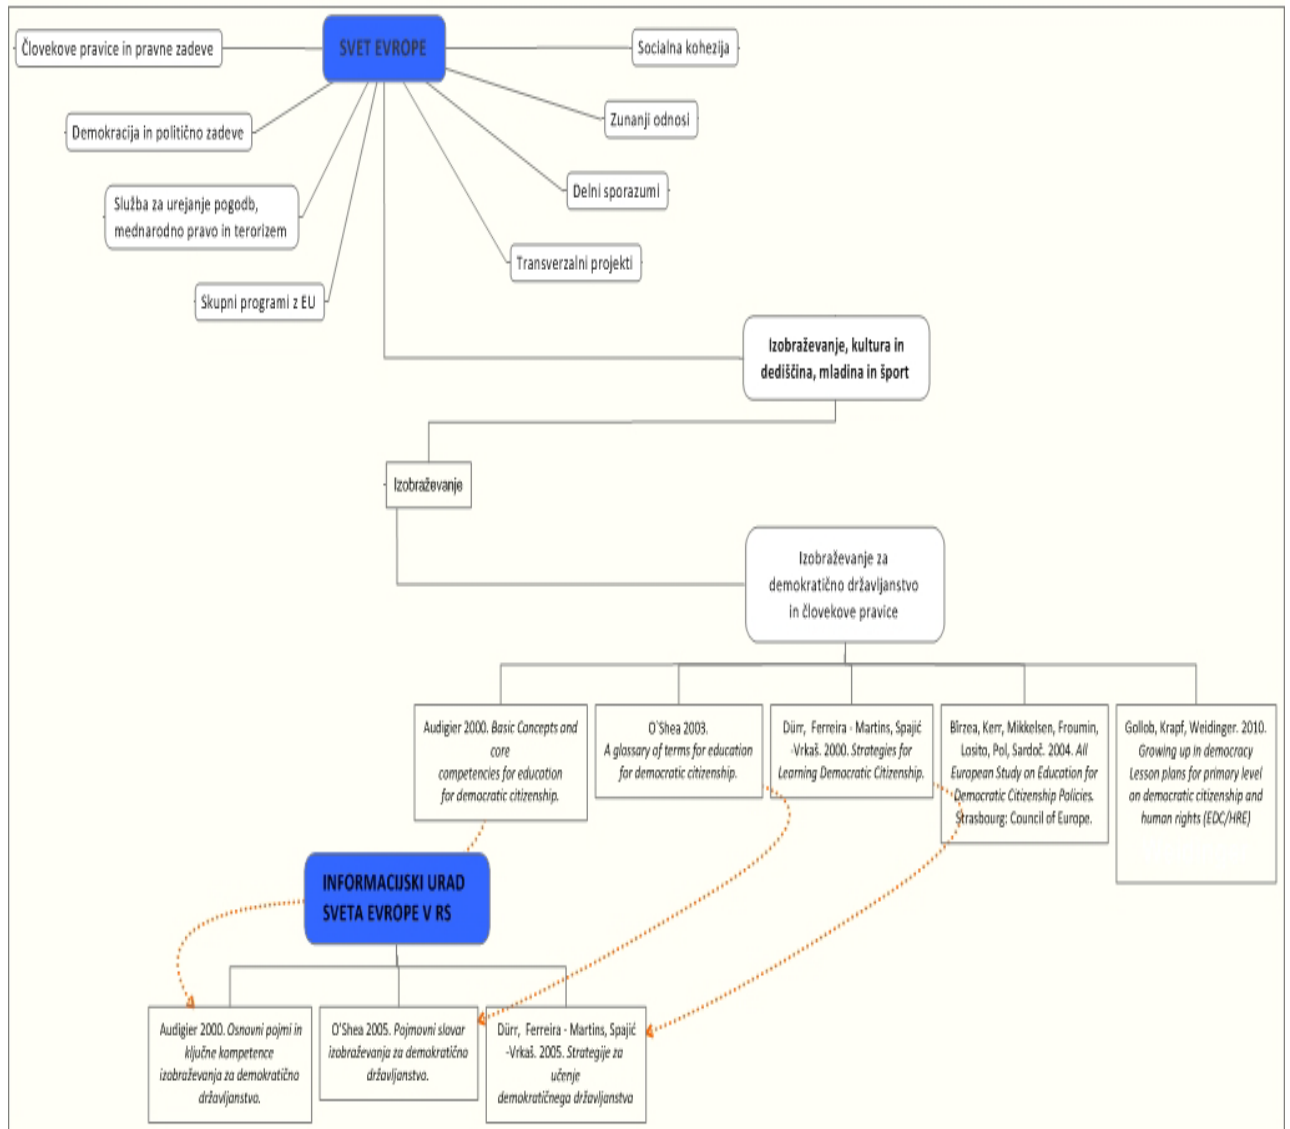 SVET EVROPE
Človekove pravice in pravne zadeve
Socialna kohezija
Demokracija in politično zadeve
Zunanji odnosi
Služba za urejanje pogodb,
mednarodno pravo in terorizem
Delni sporazumi
Transverzalni projekti
Skupni programi z EU
Izobraževanje, kultura in
dediščina, mladina in šport
Izobraževanje
Izobraževanje za
demokratično državljanstvo
in človekove pravice
Audigier 2000. Basic Concepts and
core
competencies for education
for democratic citizenship.
O`Shea 2003.
A glossary of terms for education
for democratic citizenship.
Dürr, Ferreira - Martins, Spajić
-Vrkaš. 2000. Strategies for
Learning Democratic Citizenship.
Bîrzea, Kerr, Mikkelsen, Froumin,
Losito, Pol, Sardoč. 2004. All
European Study on Education for
Democratic Citizenship Policies.
Strasbourg: Council of Europe.
Gollob, Krapf, Weidinger. 2010.
Growing up in democracy
Lesson plans for primary level
on democratic citizenship and
human rights (EDC/HRE)
INFORMACIJSKI URAD
SVETA EVROPE V RS
Audigier 2000. Osnovni pojmi in
ključne kompetence
izobraževanja za demokratično
državljanstvo.
O'Shea 2005. Pojmovni slovar
izobraževanja za demokratično
državljanstvo.
Dürr, Ferreira - Martins, Spajić
-Vrkaš. 2005. Strategije za
učenje
demokratičnega državljanstva